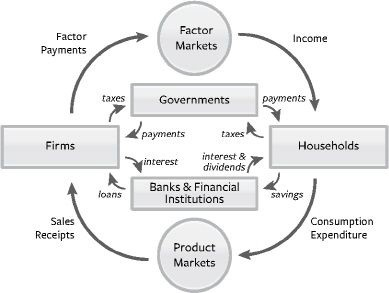 Factor
Payments
Factor
Markets
Income
taxes
Governments
payments
Firms
payments
taxes
Households
interest
interest &
dividends
loans
Banks & Financial
Institutions
savings
Sales
Receipts
Product
Markets
Consumption
Expenditure